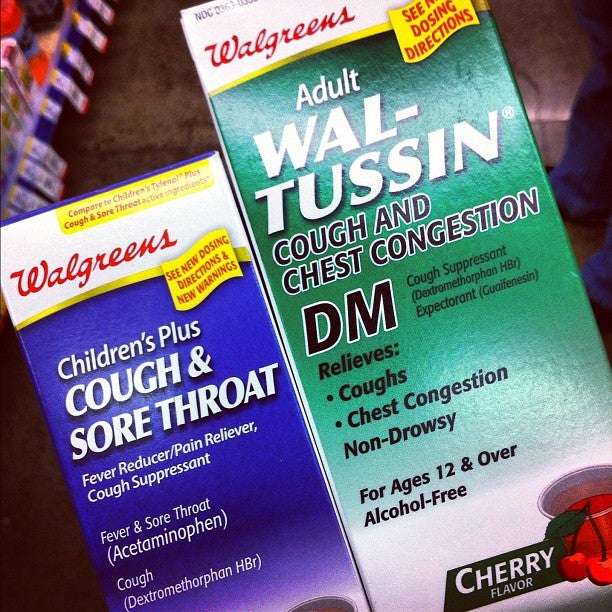 Walgreens
SEE NEW
DOSING
DIRECTIONS
Adult
WAL-
TUSSIN®
COUGH AND
CHEST CONGESTION
DM
Cough Suppressant
(Dextromethorphan HBr)
Expectorant (Guaifenesin)
Relieves:
• Coughs
• Chest Congestion
Non-Drowsy
For Ages 12 & Over
Alcohol-Free
CHERRY
FLAVOR
Compare to Children's Tylenol® Plus
Cough & Sore Throat active ingredients
Walgreens
SEE NEW DOSING
DIRECTIONS &
NEW WARNINGS
Children's Plus
COUGH &
SORE THROAT
Fever Reducer/Pain Reliever,
Cough Suppressant
Fever & Sore Throat
(Acetaminophen)
Cough
(Dextromethorphan HBr)